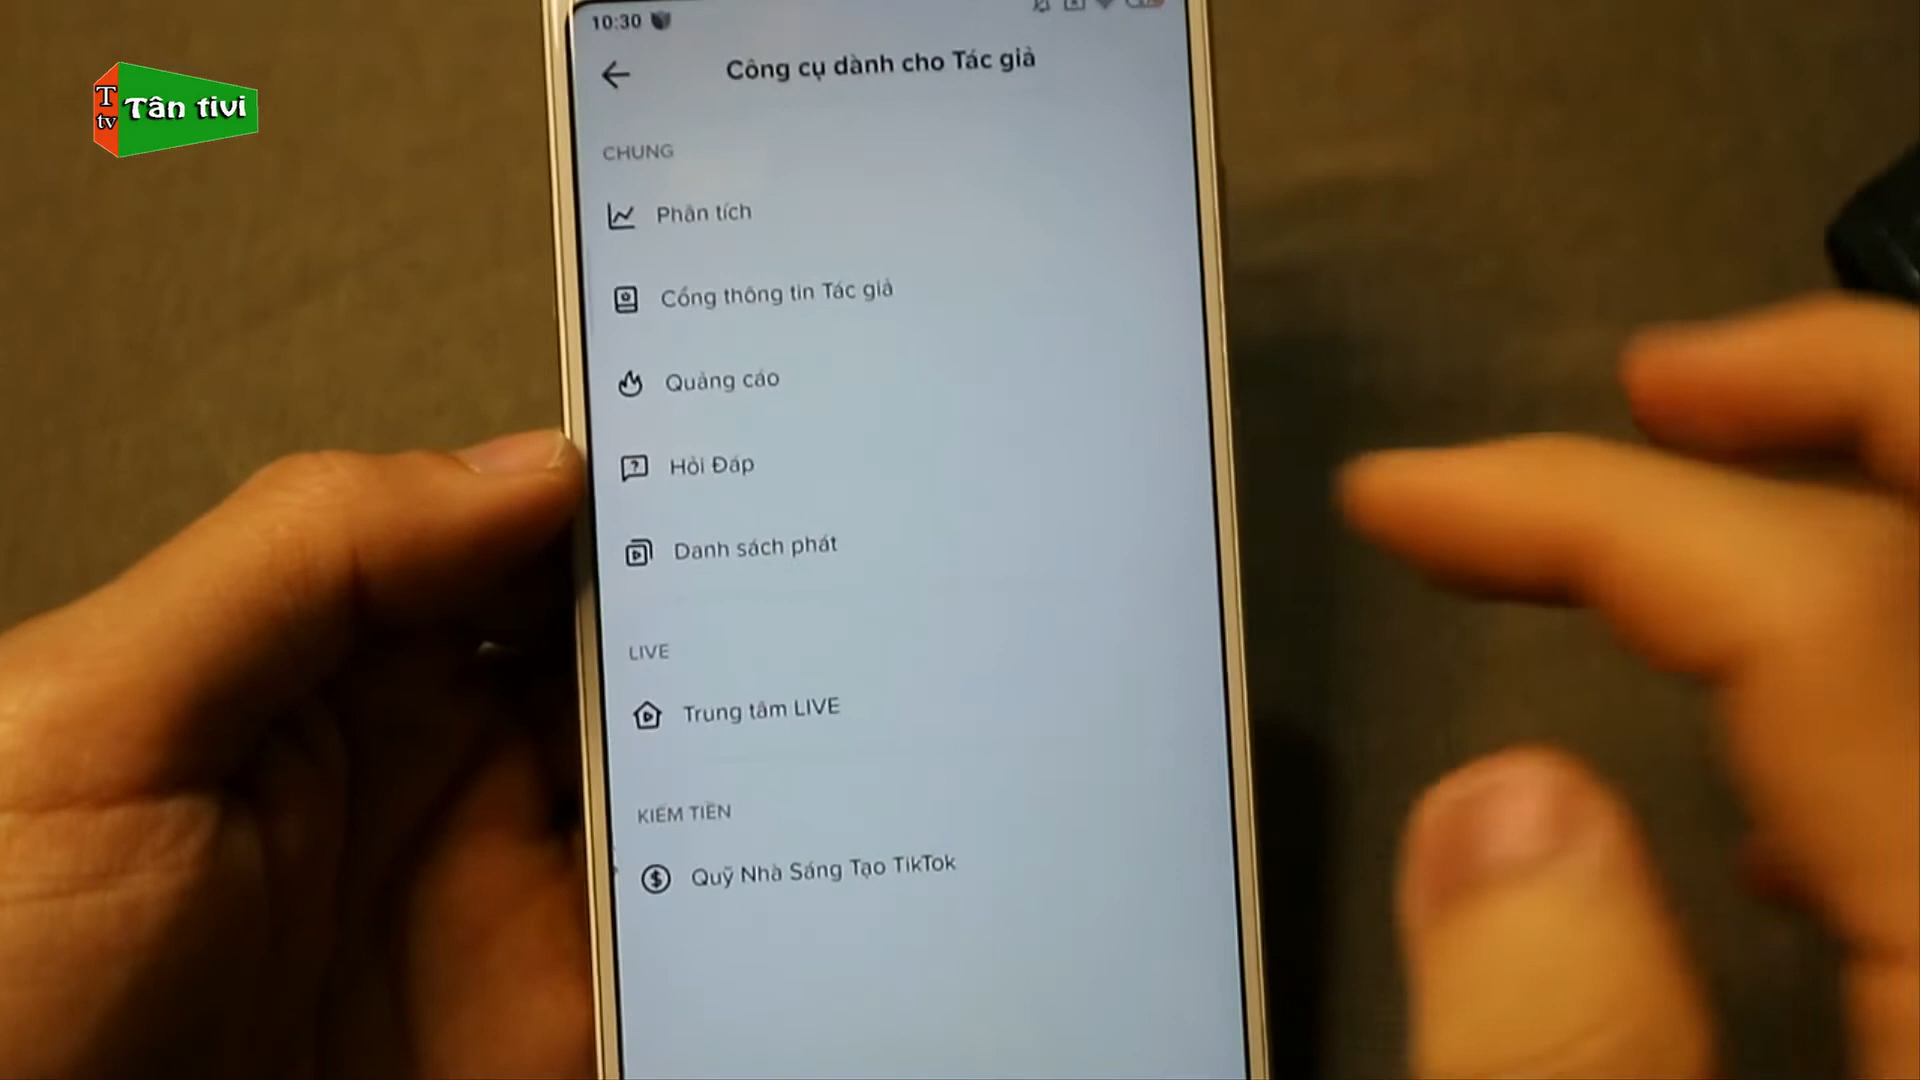 T
tv
Tân tivi
10:30
Công cụ dành cho Tác giả
CHUNG
Phân tích
Cổng thông tin Tác giả
Quảng cáo
Hỏi Đáp
Danh sách phát
LIVE
Trung tâm LIVE
KIẾM TIỀN
Quỹ Nhà Sáng Tạo TikTok